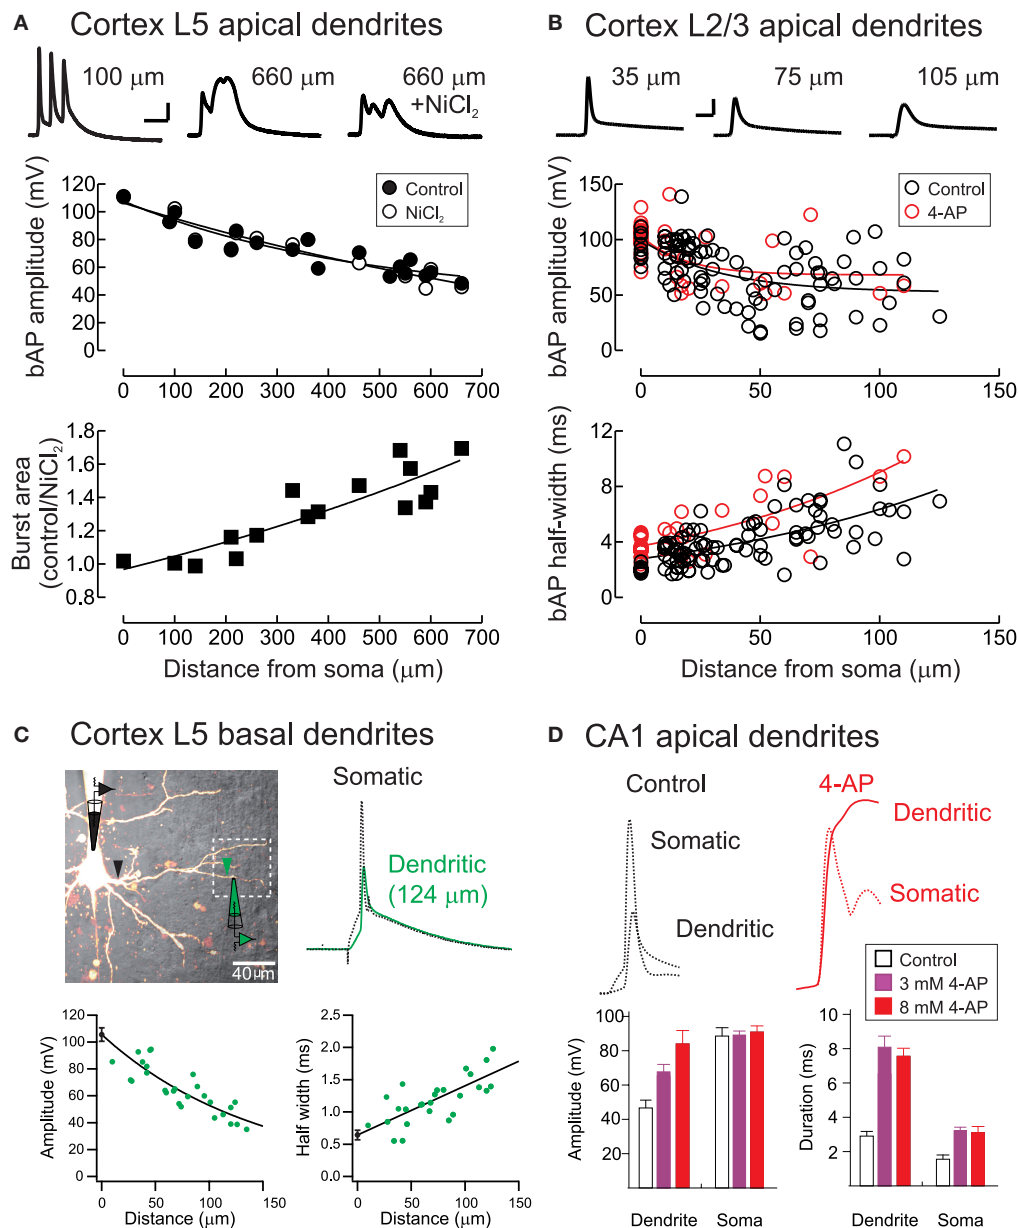 A Cortex L5 apical dendrites
100 μm
660 μm
660 μm
+NiCl2
bAP amplitude (mV)
120
100
80
60
40
20
0
Control
NiCl2
0 100 200 300 400 500 600 700
Burst area
(control/NiCl2)
1.8
1.6
1.4
1.2
1.0
0.8
0 100 200 300 400 500 600 700
Distance from soma (μm)
B Cortex L2/3 apical dendrites
35 μm
75 μm
105 μm
bAP amplitude (mV)
150
100
50
0
Control
4-AP
0 50 100 150
bAP half-width (ms)
12
8
4
0
0 50 100 150
Distance from soma (μm)
C Cortex L5 basal dendrites
40μm
Somatic
Dendritic
(124 μm)
Amplitude (mV)
120
100
80
60
40
20
0
0 50 100 150
Distance (μm)
Half width (ms)
2.5
2.0
1.5
1.0
0.5
0.0
0 50 100 150
Distance (μm)
D CA1 apical dendrites
Control
Somatic
Dendritic
4-AP
Dendritic
Somatic
Control
3 mM 4-AP
8 mM 4-AP
Amplitude (mV)
100
80
60
40
20
Dendrite Soma
Duration (ms)
8
6
4
2
Dendrite Soma